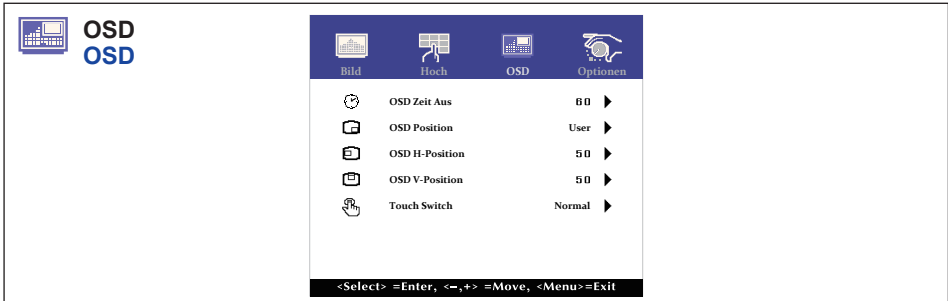 OSD
OSD
Bild Hoch OSD Optionen
OSD Zeit Aus 60
OSD Position User
OSD H-Position 50
OSD V-Position 50
Touch Switch Normal
<Select> =Enter, <–,+> =Move, <Menu>=Exit